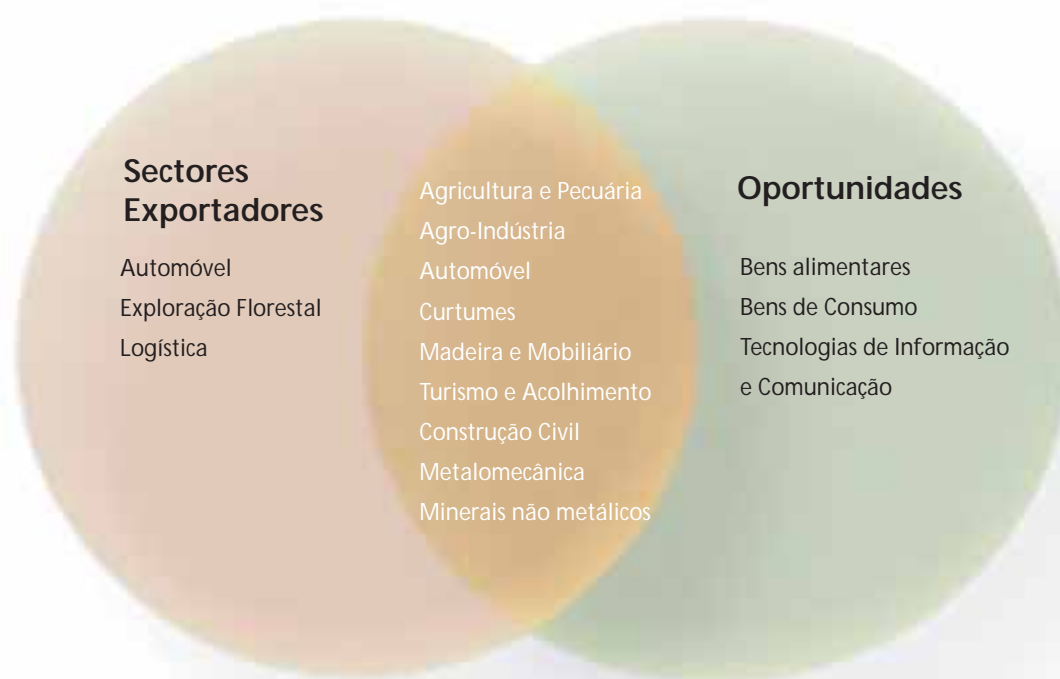 Sectores
Exportadores
Automóvel
Exploração Florestal
Logística
Agricultura e Pecuária
Agro-Indústria
Automóvel
Curtumes
Madeira e Mobiliário
Turismo e Acolhimento
Construção Civil
Metalomecânica
Minerais não metálicos
Oportunidades
Bens alimentares
Bens de Consumo
Tecnologias de Informação
e Comunicação